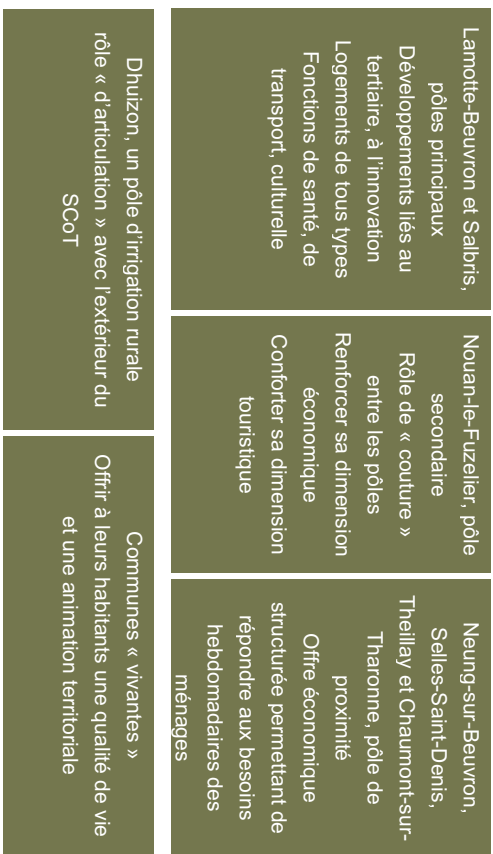 Lamotte-Beuvron et Salbris,
pôles principaux
Développements liés au
tertiaire, à l'innovation
Logements de tous types
Fonctions de santé, de
transport, culturelle
Nouan-le-Fuzelier, pôle
secondaire
Rôle de « couture »
entre les pôles
Renforcer sa dimension
économique
Conforter sa dimension
touristique
Neung-sur-Beuvron,
Selles-Saint-Denis,
Theillay et Chaumont-sur-
Tharonne, pôle de
proximité
Offre économique
structurée permettant de
répondre aux besoins
hebdomadaires des
ménages
Dhuizon, un pôle d'irrigation rurale
rôle « d'articulation » avec l'extérieur du
SCoT
Communes « vivantes »
Offrir à leurs habitants une qualité de vie
et une animation territoriale